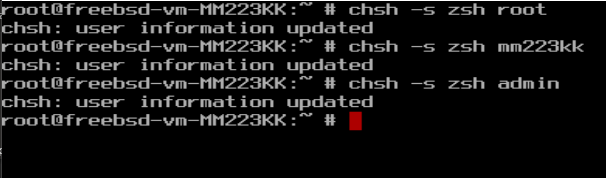 root@freebsd-vm-MM223KK:~ # chsh -s zsh root
chsh: user information updated
root@freebsd-vm-MM223KK:~ # chsh -s zsh mm223kk
chsh: user information updated
root@freebsd-vm-MM223KK:~ # chsh -s zsh admin
chsh: user information updated
root@freebsd-vm-MM223KK:~ #